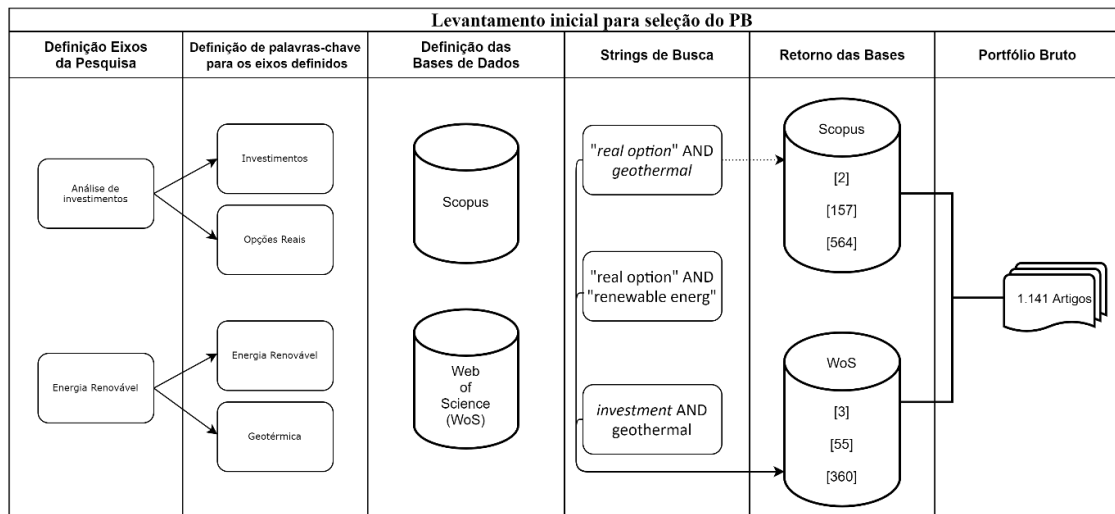 Levantamento inicial para seleção do PB
Definição Eixos
da Pesquisa
Definição de palavras-chave
para os eixos definidos
Definição das
Bases de Dados
Strings de Busca
Retorno das Bases
Portfólio Bruto
Análise de
investimentos
Investimentos
Opções Reais
Energia Renovável
Energia Renovável
Geotérmica
Scopus
Web
of
Science
(WoS)
"real option" AND
geothermal
"real option" AND
"renewable energ"
investment AND
geothermal
Scopus
[2]
[157]
[564]
WoS
[3]
[55]
[360]
1.141 Artigos